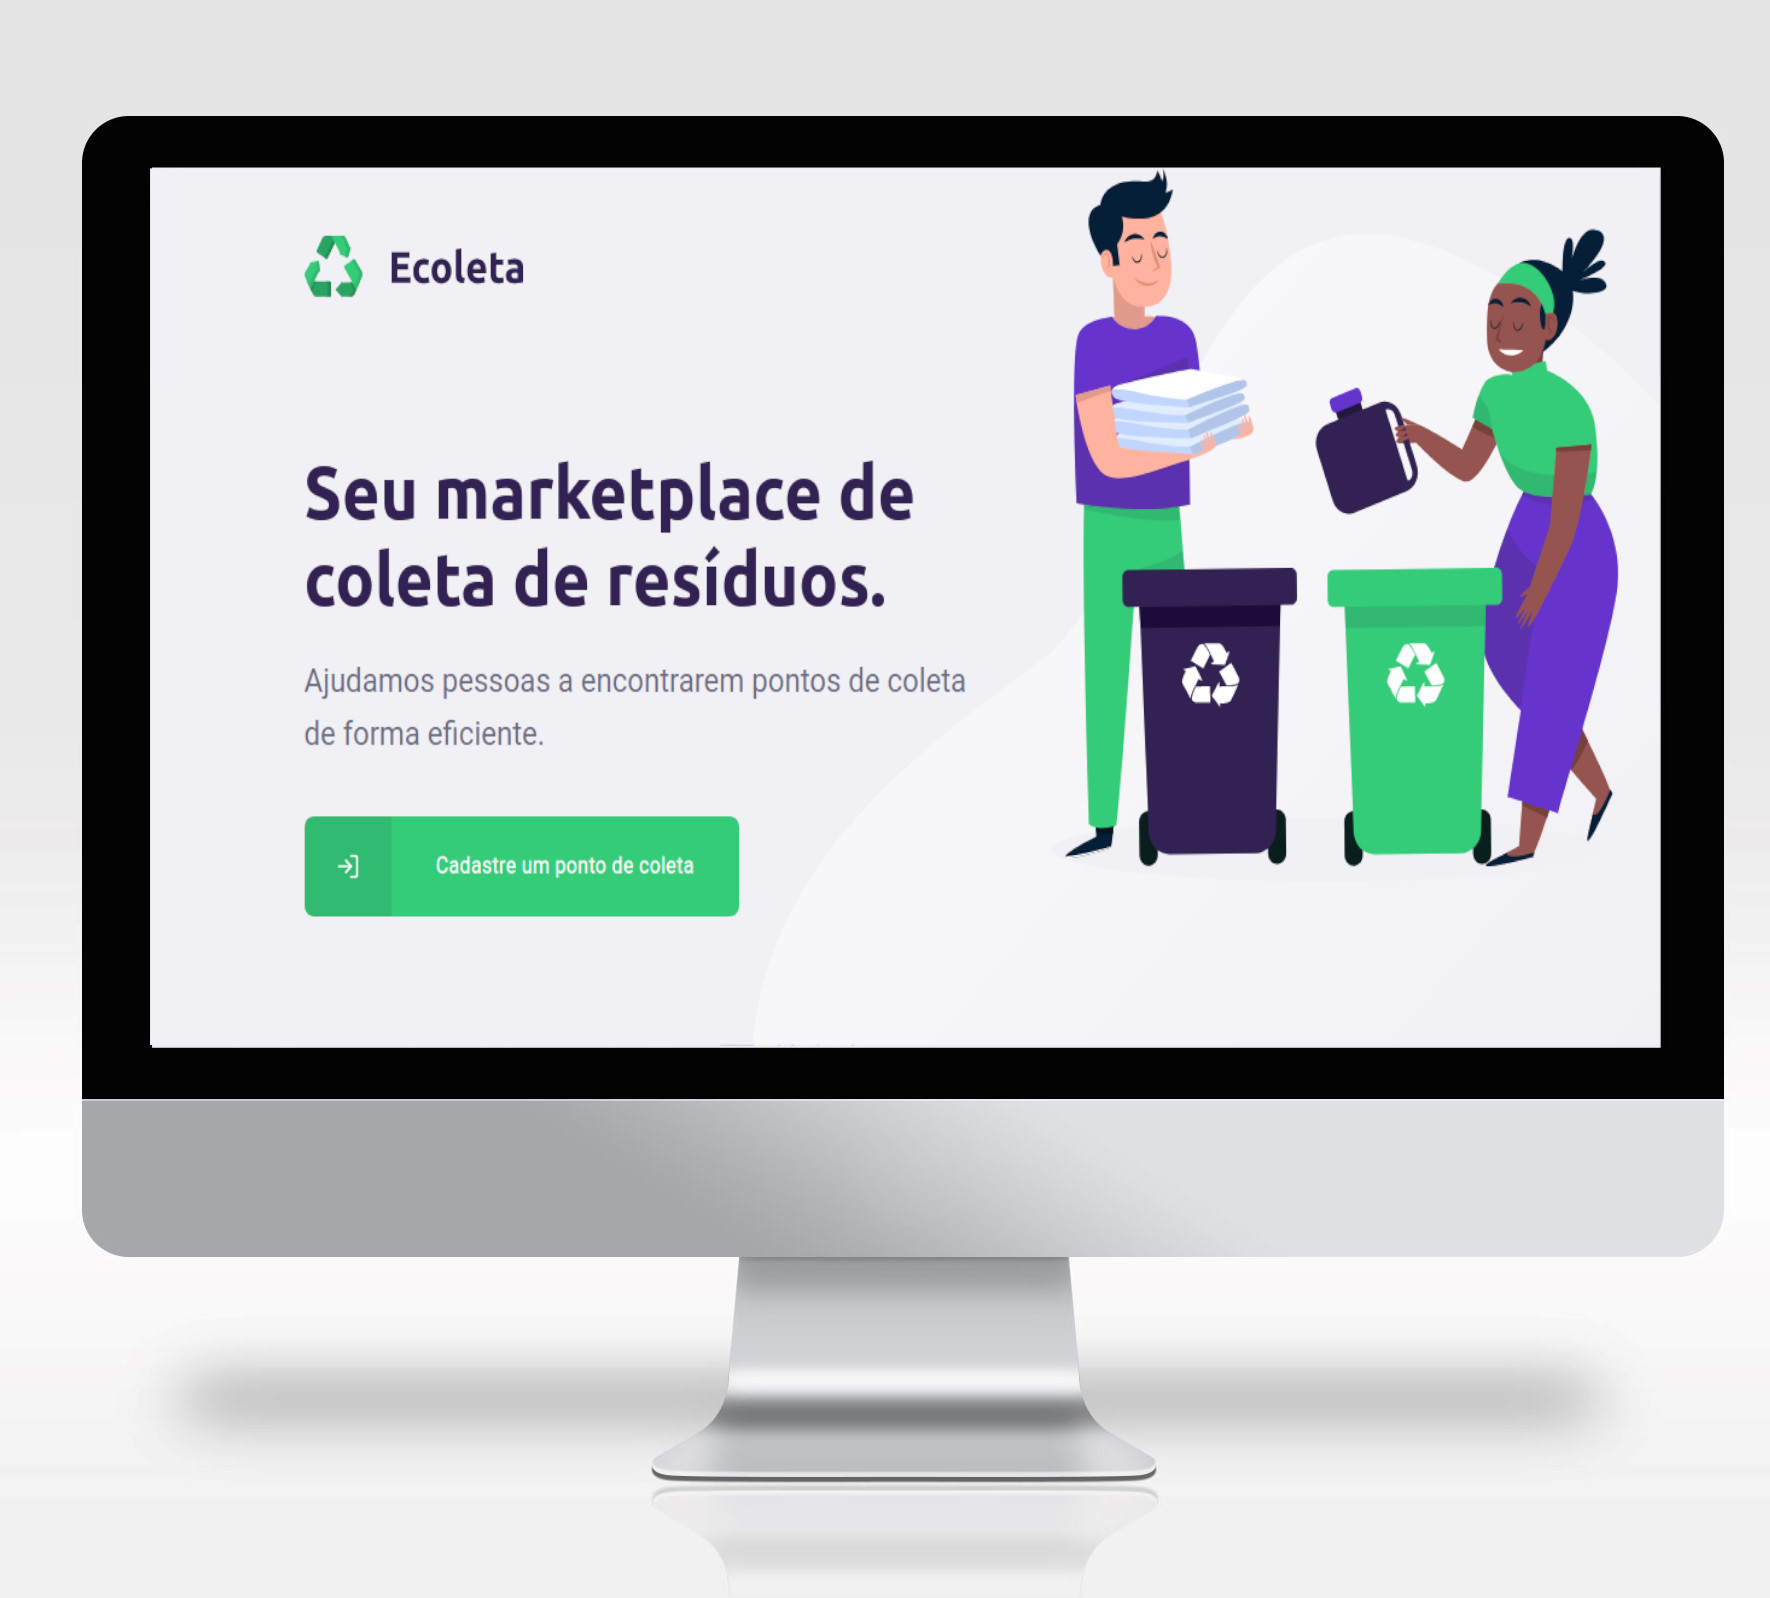 Ecoleta
Seu marketplace de
coleta de resíduos.
Ajudamos pessoas a encontrarem pontos de coleta
de forma eficiente.
Cadastre um ponto de coleta